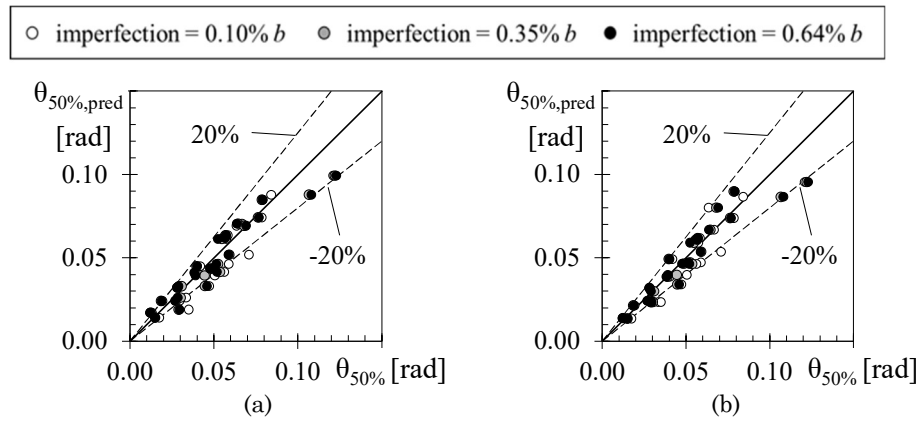 imperfection = 0.10% b imperfection = 0.35% b imperfection = 0.64% b
θ50%,pred θ50%,pred
[rad] [rad]
20% 20%
0.10 0.10
0.05 -20% 0.05 -20%
0.00 0.00
0.00 0.05 0.10 θ50% [rad] 0.00 0.05 0.10 θ50% [rad]
(a) (b)